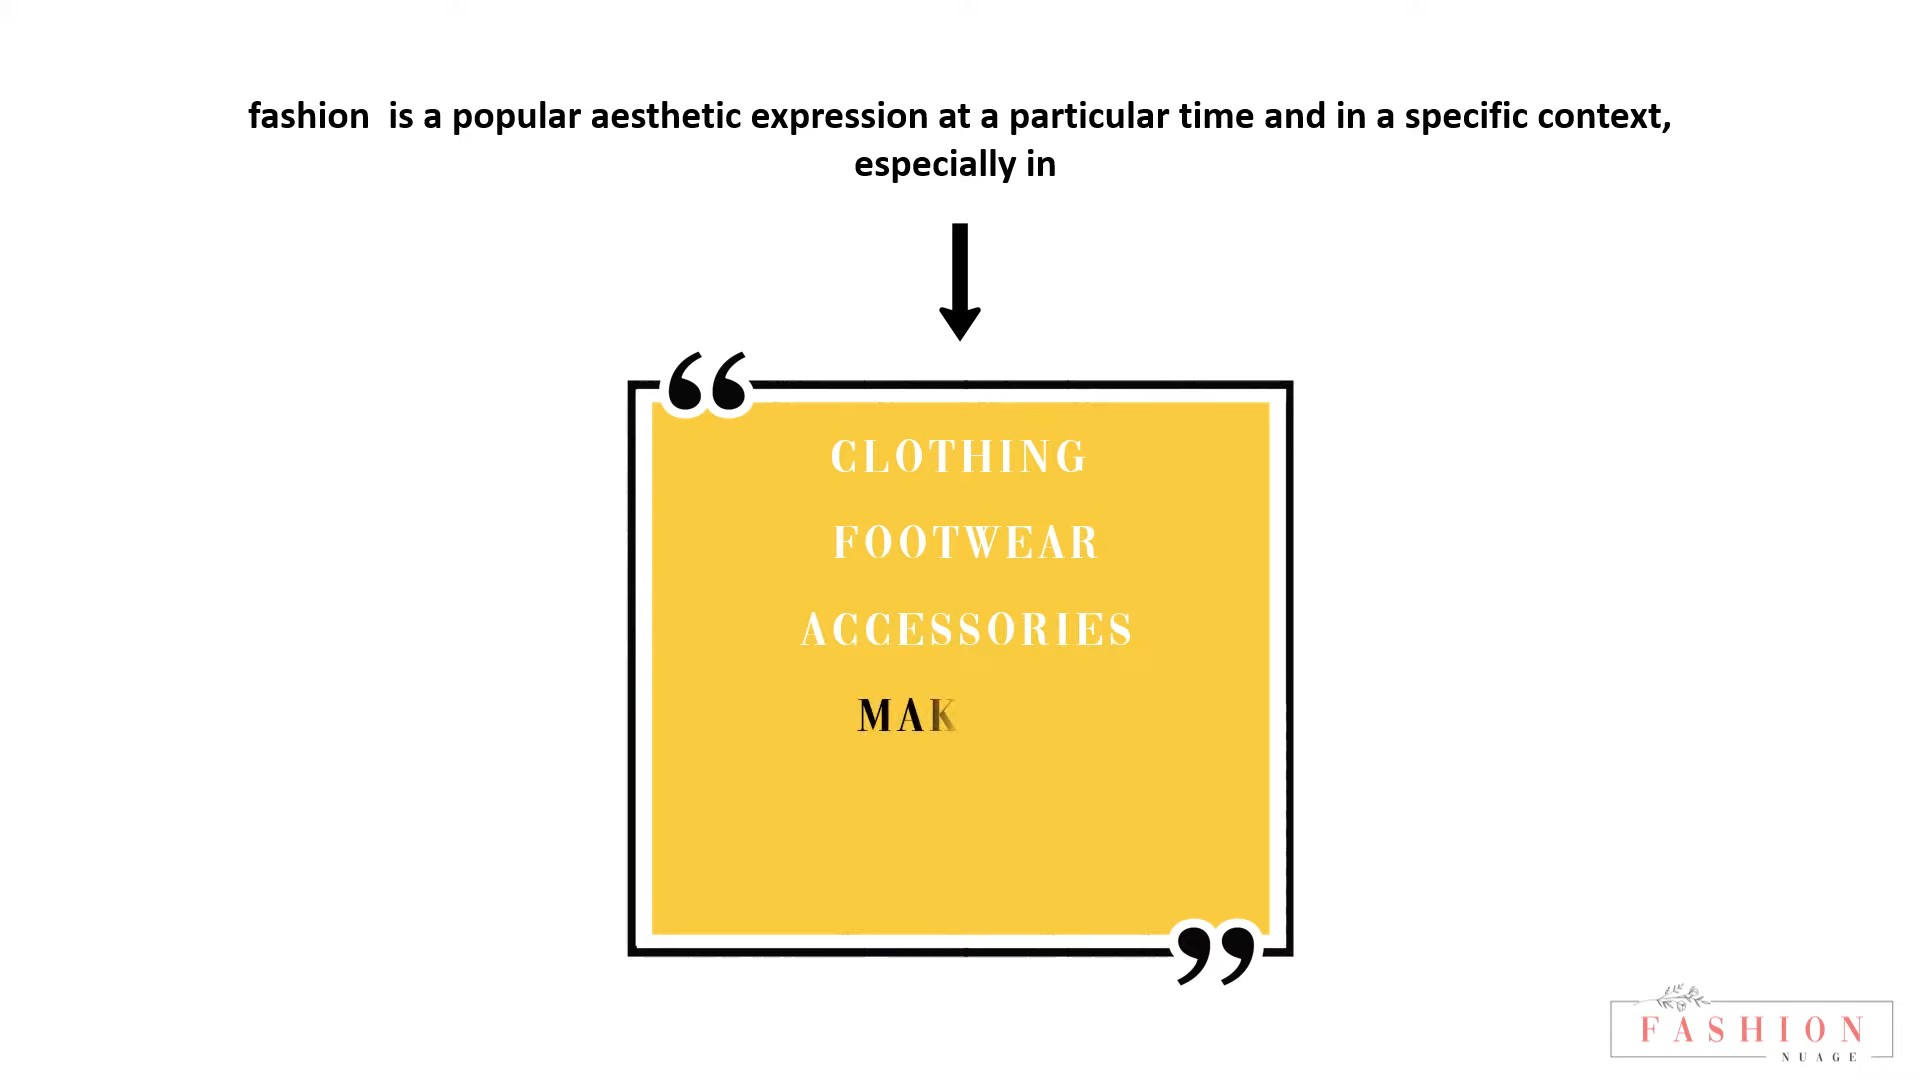 fashion  is a popular aesthetic expression at a particular time and in a specific context,
especially in
“
CLOTHING
FOOTWEAR
ACCESSORIES
MAK
”
FASHION
NUAGE